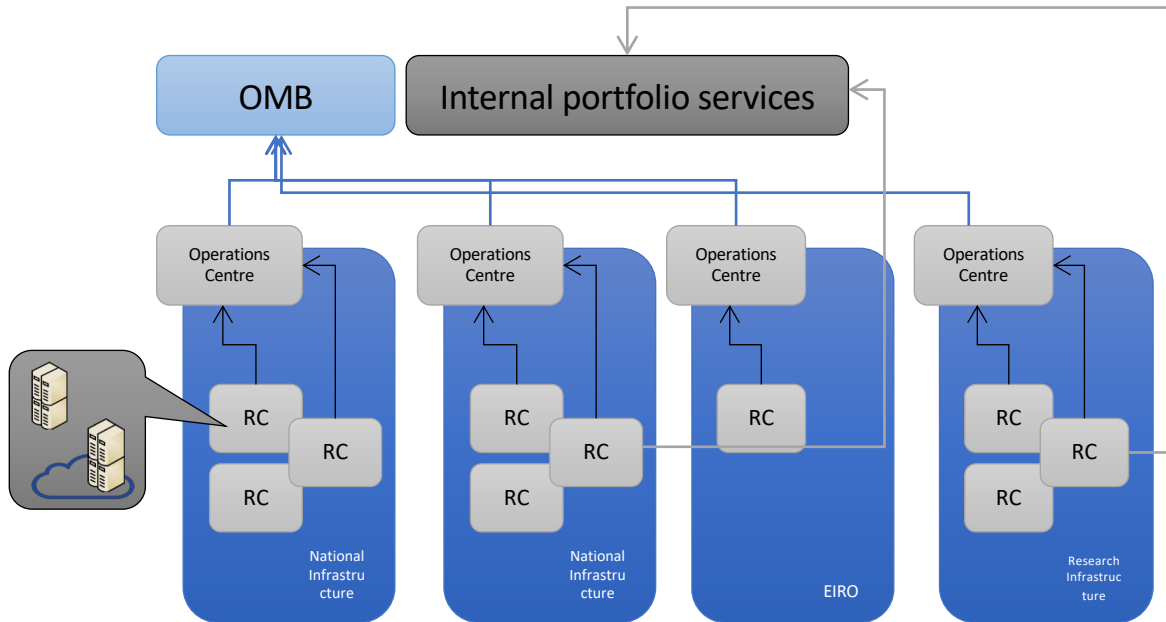 OMB
Internal portfolio services
Operations
Centre
Operations
Centre
Operations
Centre
Operations
Centre
RC
RC
RC
RC
RC
RC
RC
RC
RC
RC
National
Infrastru
cture
National
Infrastru
cture
EIRO
Research
Infrastruc
ture